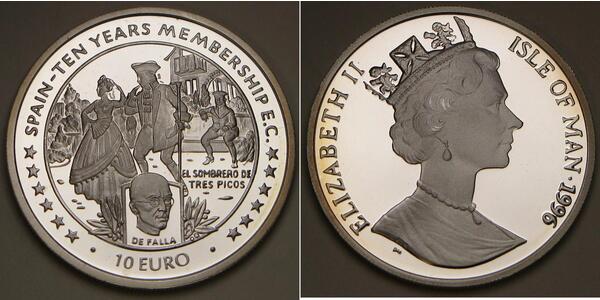 SPAIN-TEN YEARS MEMBERSHIP E.C.
EL SOMBRERO DE
TRES PICOS
DE FALLA
10 EURO
ELIZABETH II
ISLE OF MAN · 1996